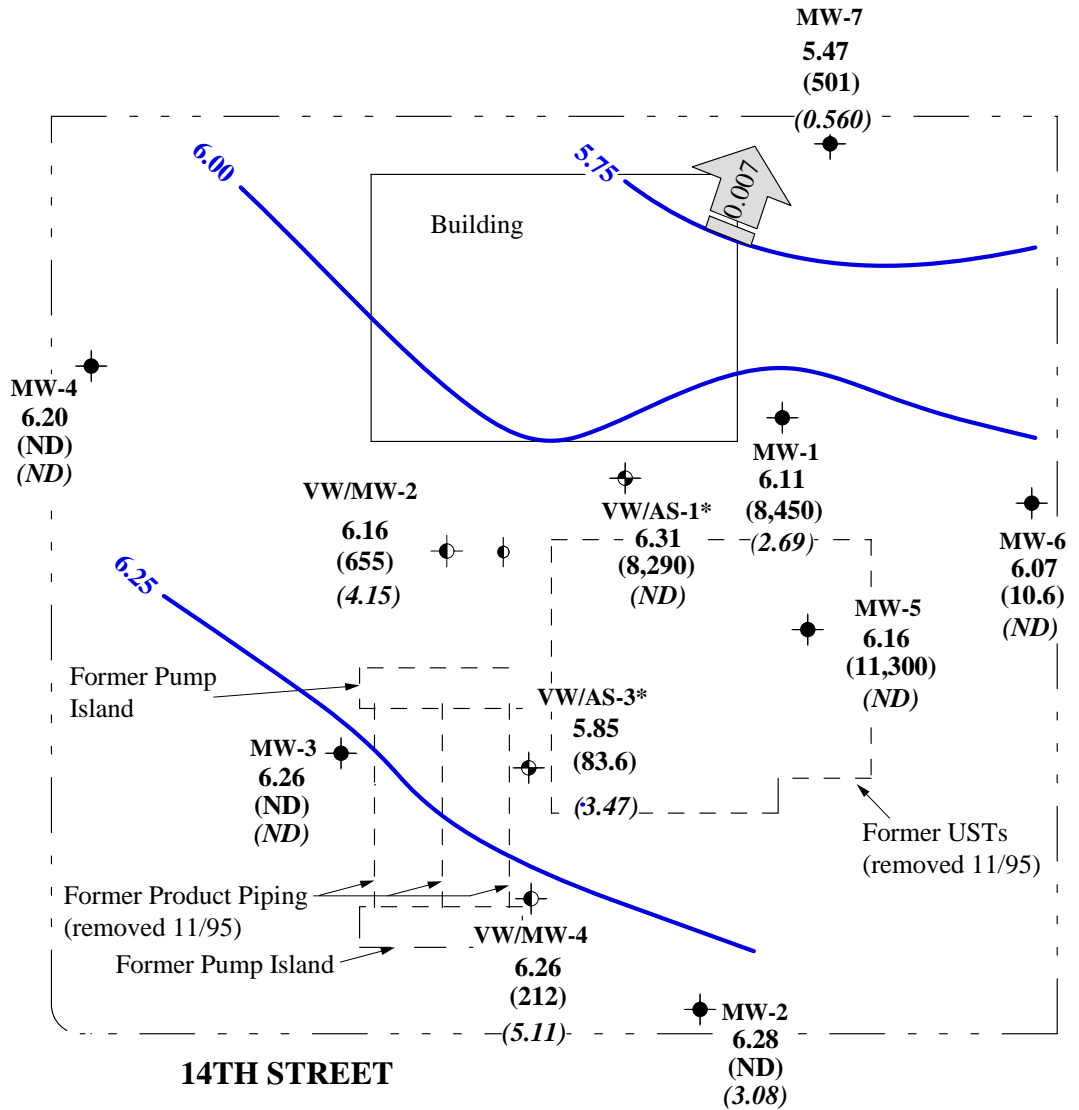 MW-7
5.47
(501)
(0.560)
6.00
5.75
0.007
Building
MW-4
6.20
(ND)
(ND)
MW-1
6.11
(8,450)
(2.69)
VW/MW-2
6.16
(655)
(4.15)
VW/AS-1*
6.31
(8,290)
(ND)
MW-6
6.07
(10.6)
(ND)
6.25
MW-5
6.16
(11,300)
(ND)
Former Pump
Island
VW/AS-3*
5.85
(83.6)
(3.47)
MW-3
6.26
(ND)
(ND)
Former USTs
(removed 11/95)
Former Product Piping
(removed 11/95)
Former Pump Island
VW/MW-4
6.26
(212)
(5.11)
MW-2
6.28
(ND)
(3.08)
14TH STREET